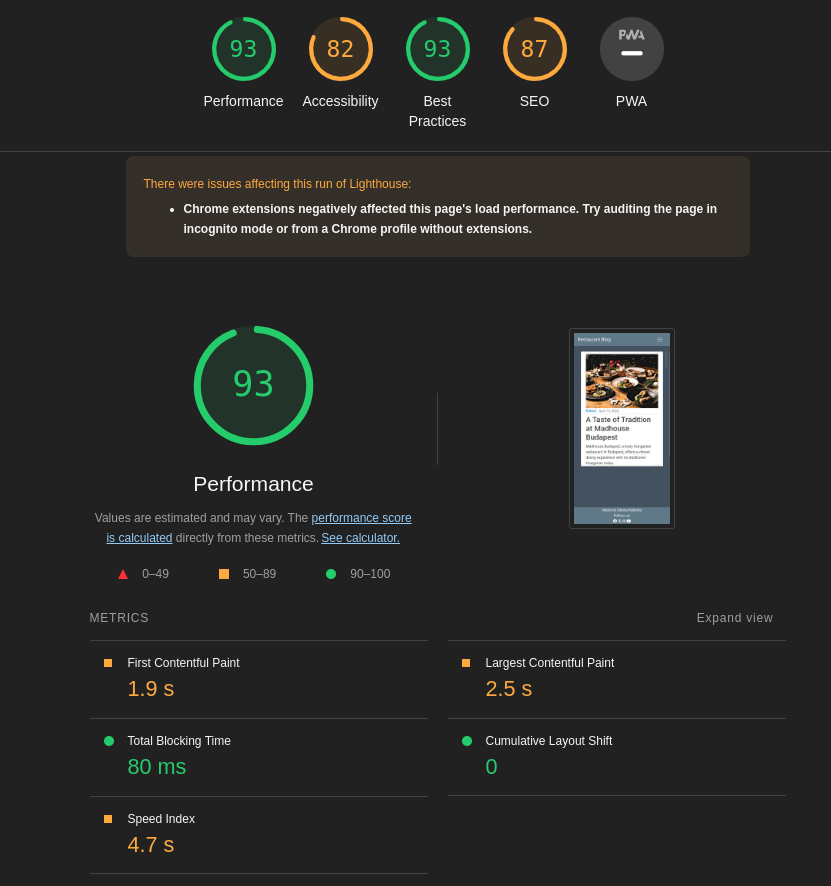 93
82
93
87
PWA
Performance
Accessibility
Best
Practices
SEO
PWA
There were issues affecting this run of Lighthouse:
• Chrome extensions negatively affected this page's load performance. Try auditing the page in
incognito mode or from a Chrome profile without extensions.
93
Performance
Values are estimated and may vary. The performance score
is calculated directly from these metrics. See calculator.
0–49
50–89
90–100
Restaurant Blog
A Taste of Tradition
at Madhouse
Budapest
METRICS
Expand view
First Contentful Paint
1.9 s
Largest Contentful Paint
2.5 s
Total Blocking Time
80 ms
Cumulative Layout Shift
0
Speed Index
4.7 s